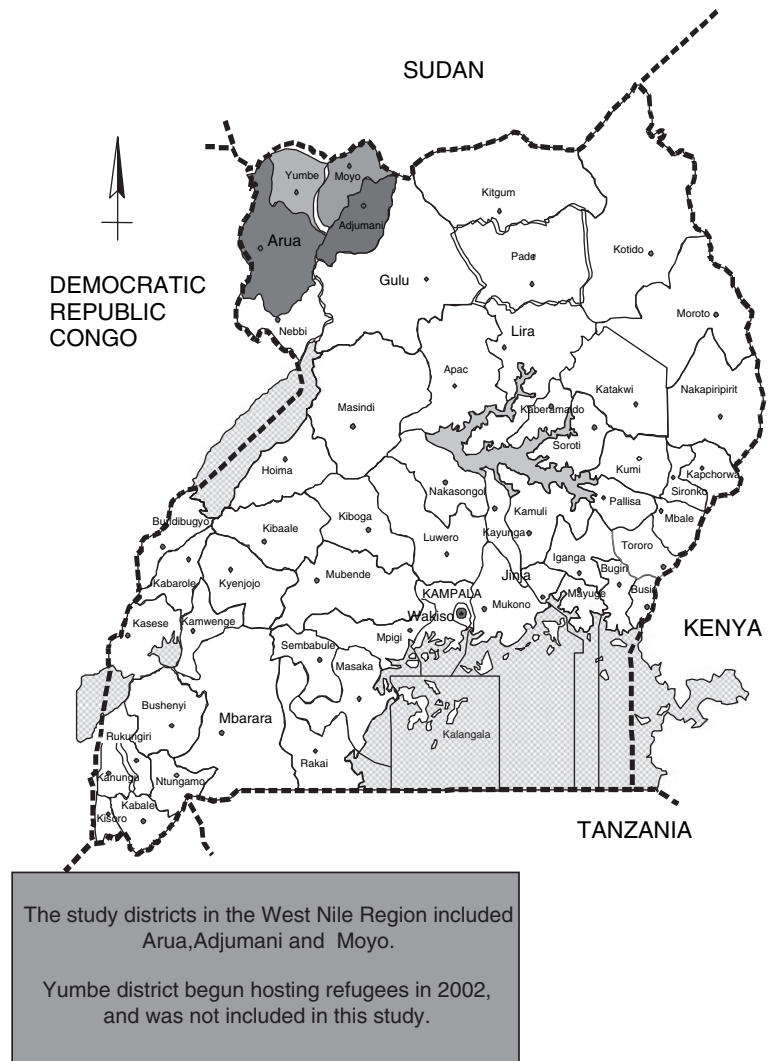 SUDAN
Yumbe
Moyo
Kitgum
Adjumani
Arua
Kotido
Pader
DEMOCRATIC
REPUBLIC
CONGO
Gulu
Moroto
Nebbi
Lira
Apac
Katakwi
Nakapiripirit
Masindi
Kaberamaido
Soroti
Hoima
Kumi
Kapchorwa
Nakasongol
Sironko
Pallisa
Bundibugyo
Kiboga
Kamuli
Mbale
Kibaale
Luwero
Kayunga
Tororo
Iganga
Kabarole
Kyenjojo
Mubende
Jinja
Bugiri
KAMPALA
Mayuge
Busia
Kasese
Kamwenge
Wakiso
Mukono
Mpigi
KENYA
Sembabule
Masaka
Bushenyi
Mbarara
Kalangala
Rukungiri
Rakai
Kanungu
Ntungamo
Kabale
Kisoro
TANZANIA
The study districts in the West Nile Region included
Arua,Adjumani and Moyo.
Yumbe district begun hosting refugees in 2002,
and was not included in this study.